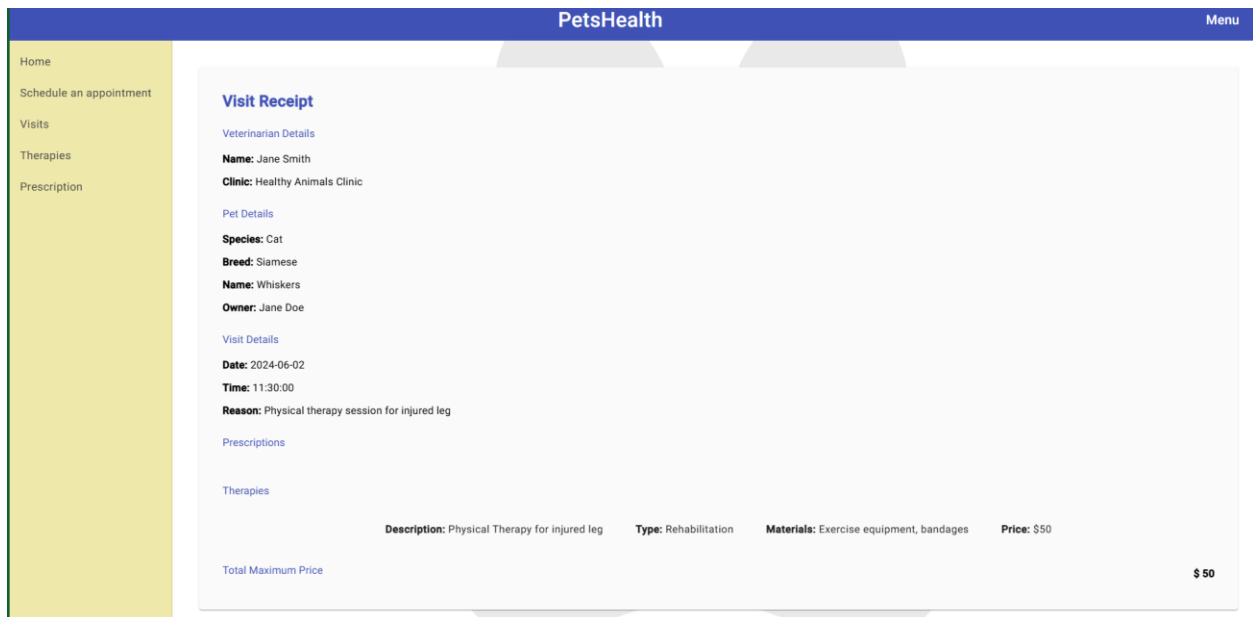 PetsHealth
Menu
Home
Schedule an appointment
Visits
Therapies
Prescription
Visit Receipt
Veterinarian Details
Name: Jane Smith
Clinic: Healthy Animals Clinic
Pet Details
Species: Cat
Breed: Siamese
Name: Whiskers
Owner: Jane Doe
Visit Details
Date: 2024-06-02
Time: 11:30:00
Reason: Physical therapy session for injured leg
Prescriptions
Therapies
Description: Physical Therapy for injured leg Type: Rehabilitation Materials: Exercise equipment, bandages Price: $50
Total Maximum Price $ 50